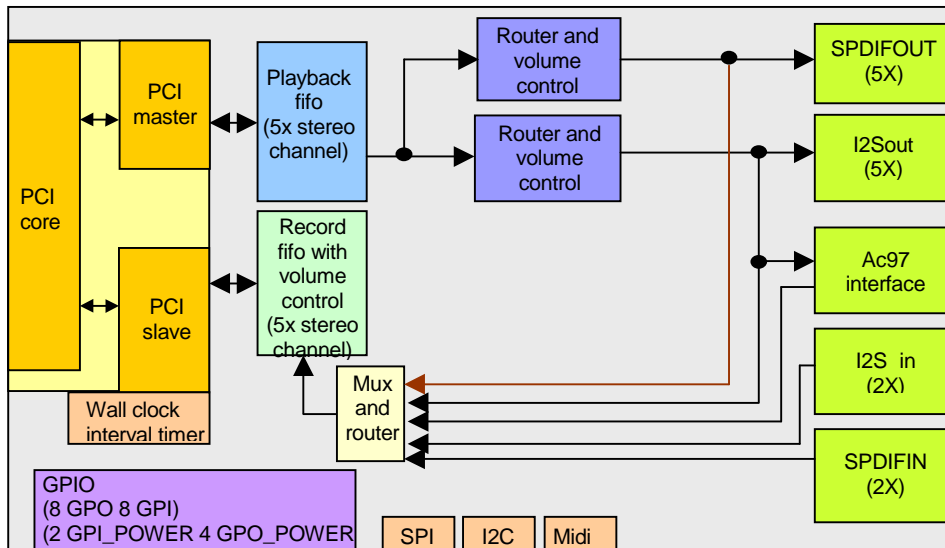 PCI
core
PCI
master
PCI
slave
Wall clock
interval timer
Playback
fifo
(5x stereo
channel)
Record
fifo with
volume
control
(5x stereo
channel)
Router and
volume
control
Router and
volume
control
Mux
and
router
SPDIFOUT
(5X)
I2Sout
(5X)
Ac97
interface
I2S in
(2X)
SPDIFIN
(2X)
GPIO
(8 GPO 8 GPI)
(2 GPI_POWER 4 GPO_POWER
SPI
I2C
Midi